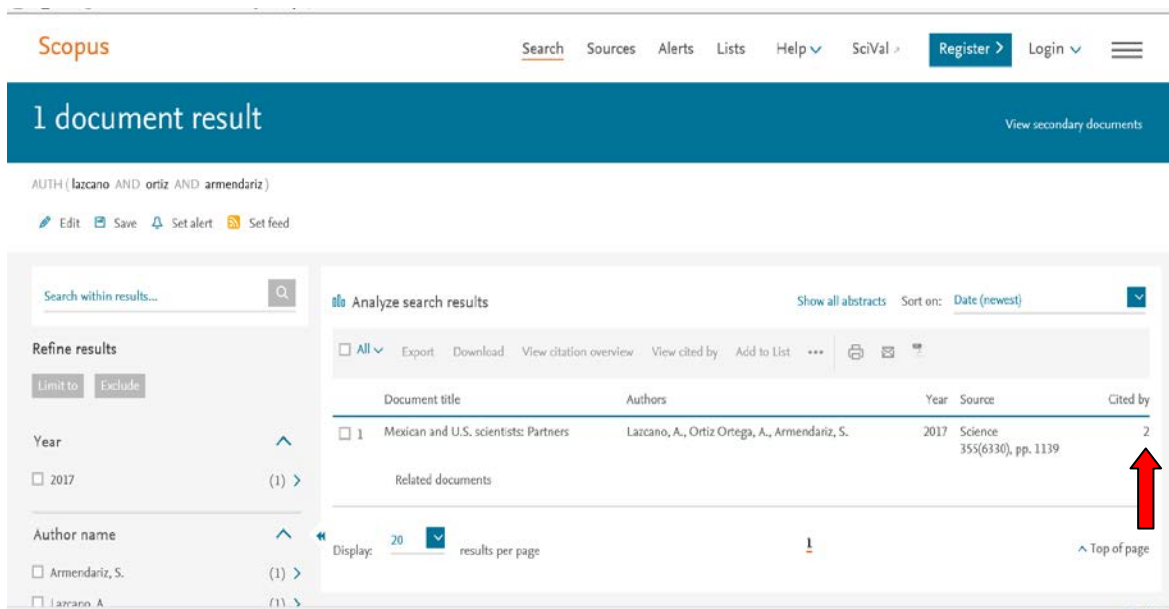 Scopus
Search Sources Alerts Lists Help SciVal Register > Login
1 document result
View secondary documents
AUTH ( lazcano AND ortiz AND armendariz )
Edit Save Set alert Set feed
Search within results...
Analyze search results
Show all abstracts Sort on: Date (newest)
Refine results
All Export Download View citation overview View cited by Add to List •••
Limit to Exclude
Document title Authors Year Source Cited by
Year
1 Mexican and U.S. scientists: Partners Lazcano, A., Ortiz Ortega, A., Armendariz, S. 2017 Science 2
355(6330), pp. 1139
2017 (1) >
Related documents
Author name
Display: 20 results per page
1
Top of page
Armendariz, S. (1) >
Lazcano, A. (1) >